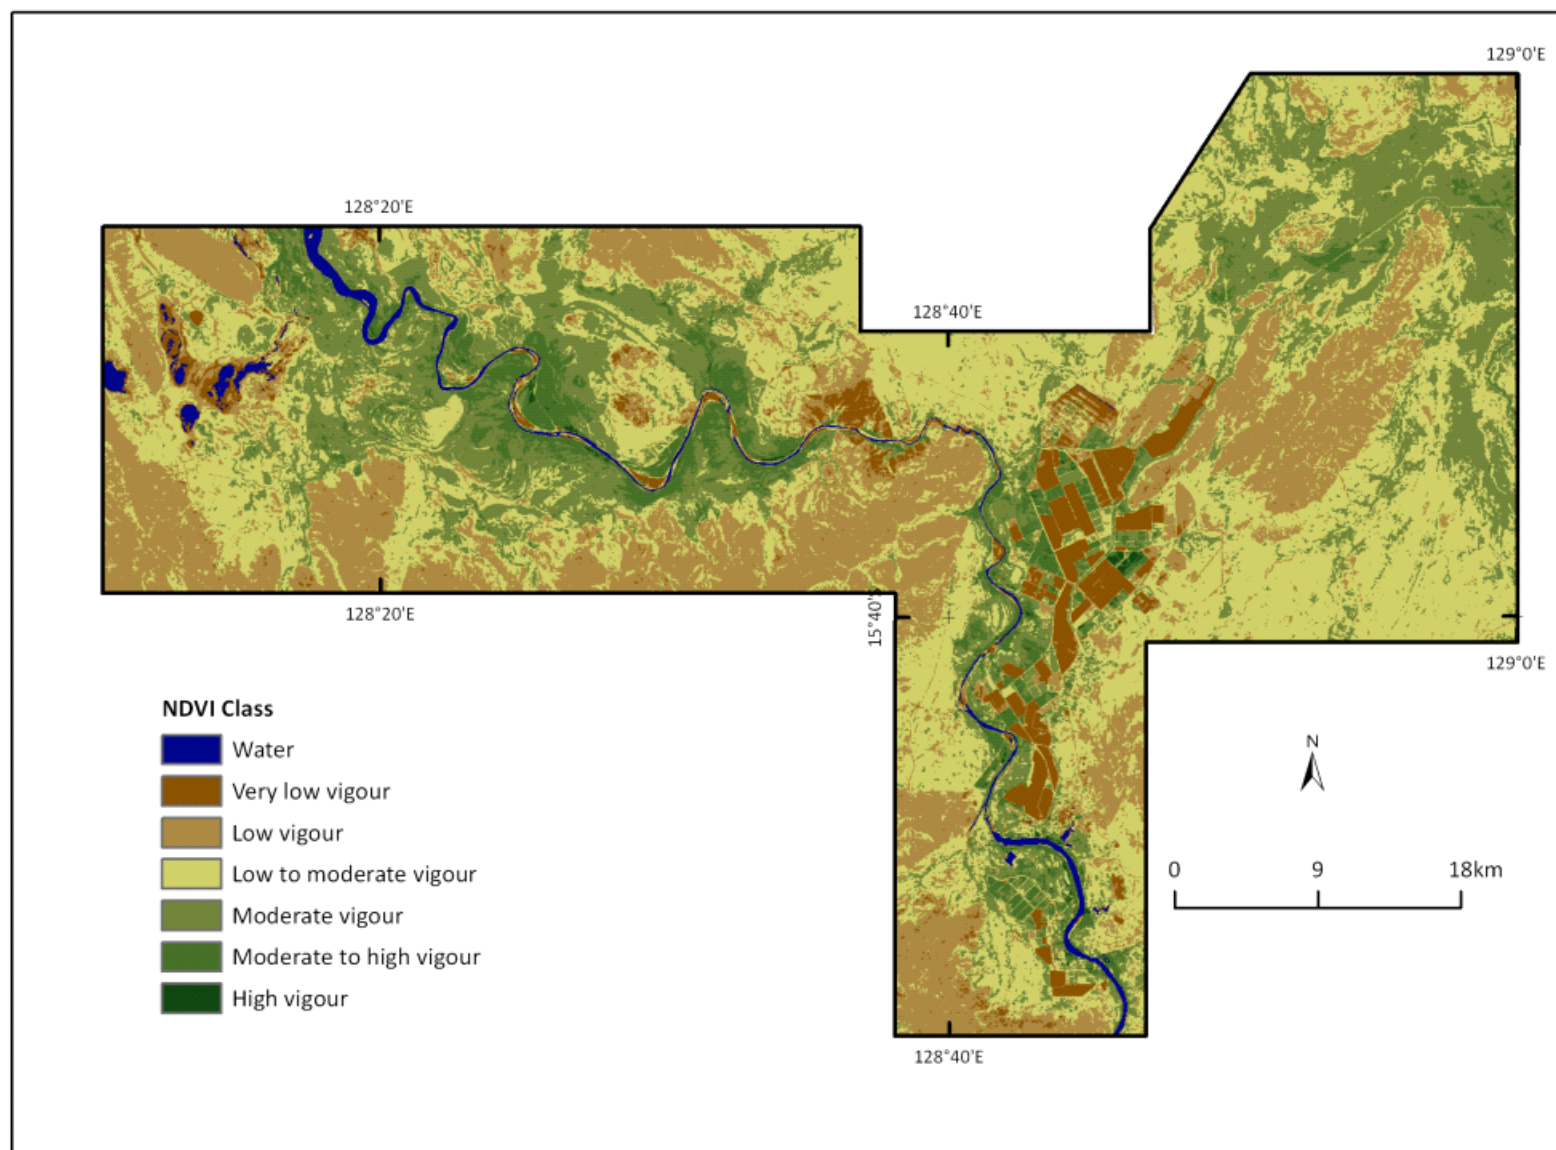 129°0'E
128°20'E
128°40'E
128°20'E
15°40'S
129°0'E
NDVI Class
Water
Very low vigour
Low vigour
Low to moderate vigour
Moderate vigour
Moderate to high vigour
High vigour
N
0 9 18km
128°40'E